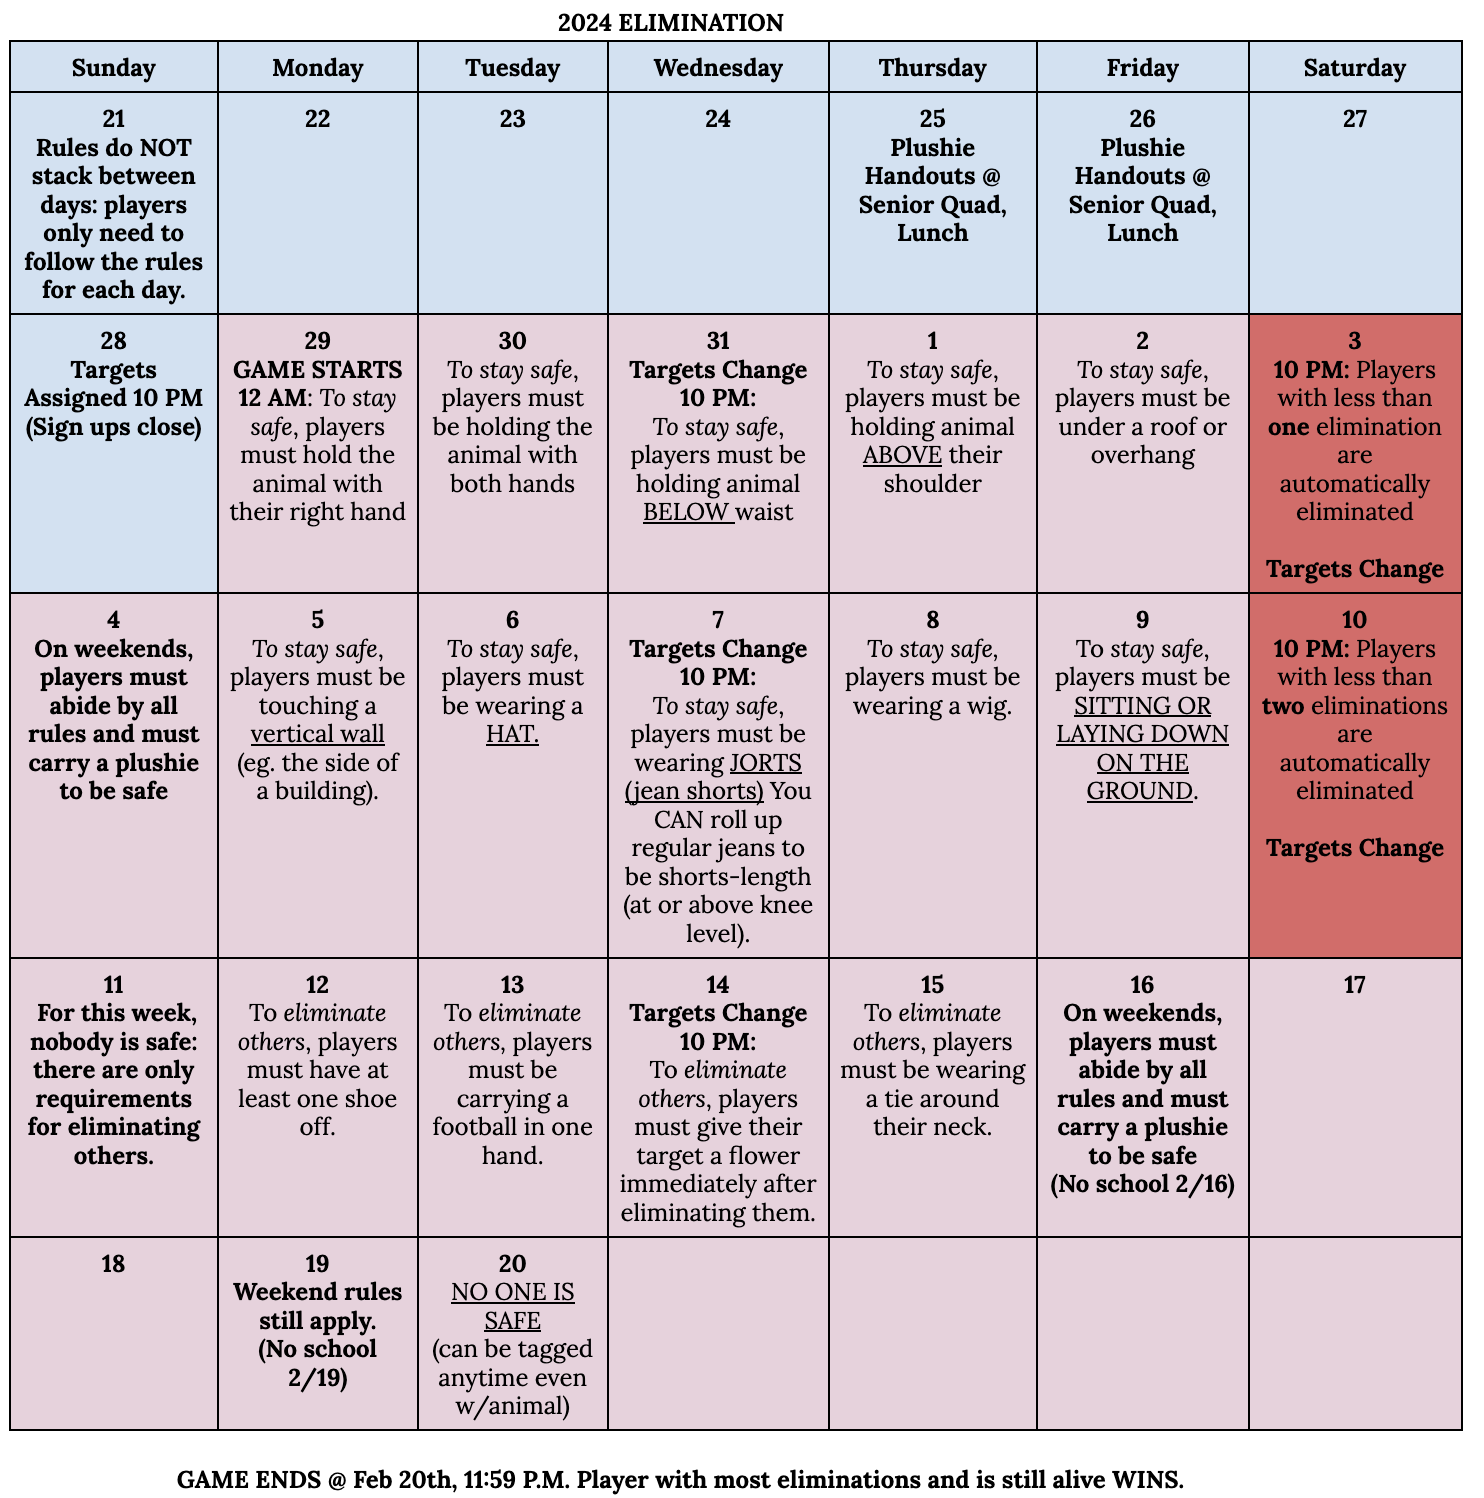 2024 ELIMINATION
Sunday
Monday
Tuesday
Wednesday
Thursday
Friday
Saturday
21
Rules do NOT
stack between
days: players
only need to
follow the rules
for each day.
22
23
24
25
Plushie
Handouts @
Senior Quad,
Lunch
26
Plushie
Handouts @
Senior Quad,
Lunch
27
28
Targets
Assigned 10 PM
(Sign ups close)
29
GAME STARTS
12 AM: To stay
safe, players
must hold the
animal with
their right hand
30
To stay safe,
players must
be holding the
animal with
both hands
31
Targets Change
10 PM:
To stay safe,
players must be
holding animal
BELOW waist
1
To stay safe,
players must be
holding animal
ABOVE their
shoulder
2
To stay safe,
players must be
under a roof or
overhang
3
10 PM: Players
with less than
one elimination
are
automatically
eliminated
Targets Change
4
On weekends,
players must
abide by all
rules and must
carry a plushie
to be safe
5
To stay safe,
players must be
touching a
vertical wall
(eg. the side of
a building).
6
To stay safe,
players must
be wearing a
HAT.
7
Targets Change
10 PM:
To stay safe,
players must be
wearing JORTS
(jean shorts) You
CAN roll up
regular jeans to
be shorts-length
(at or above knee
level).
8
To stay safe,
players must be
wearing a wig.
9
To stay safe,
players must be
SITTING OR
LAYING DOWN
ON THE
GROUND.
10
10 PM: Players
with less than
two eliminations
are
automatically
eliminated
Targets Change
11
For this week,
nobody is safe:
there are only
requirements
for eliminating
others.
12
To eliminate
others, players
must have at
least one shoe
off.
13
To eliminate
others, players
must be
carrying a
football in one
hand.
14
Targets Change
10 PM:
To eliminate
others, players
must give their
target a flower
immediately after
eliminating them.
15
To eliminate
others, players
must be wearing
a tie around
their neck.
16
On weekends,
players must
abide by all
rules and must
carry a plushie
to be safe
(No school 2/16)
17
18
19
Weekend rules
still apply.
(No school
2/19)
20
NO ONE IS
SAFE
(can be tagged
anytime even
w/animal)
GAME ENDS @ Feb 20th, 11:59 P.M. Player with most eliminations and is still alive WINS.